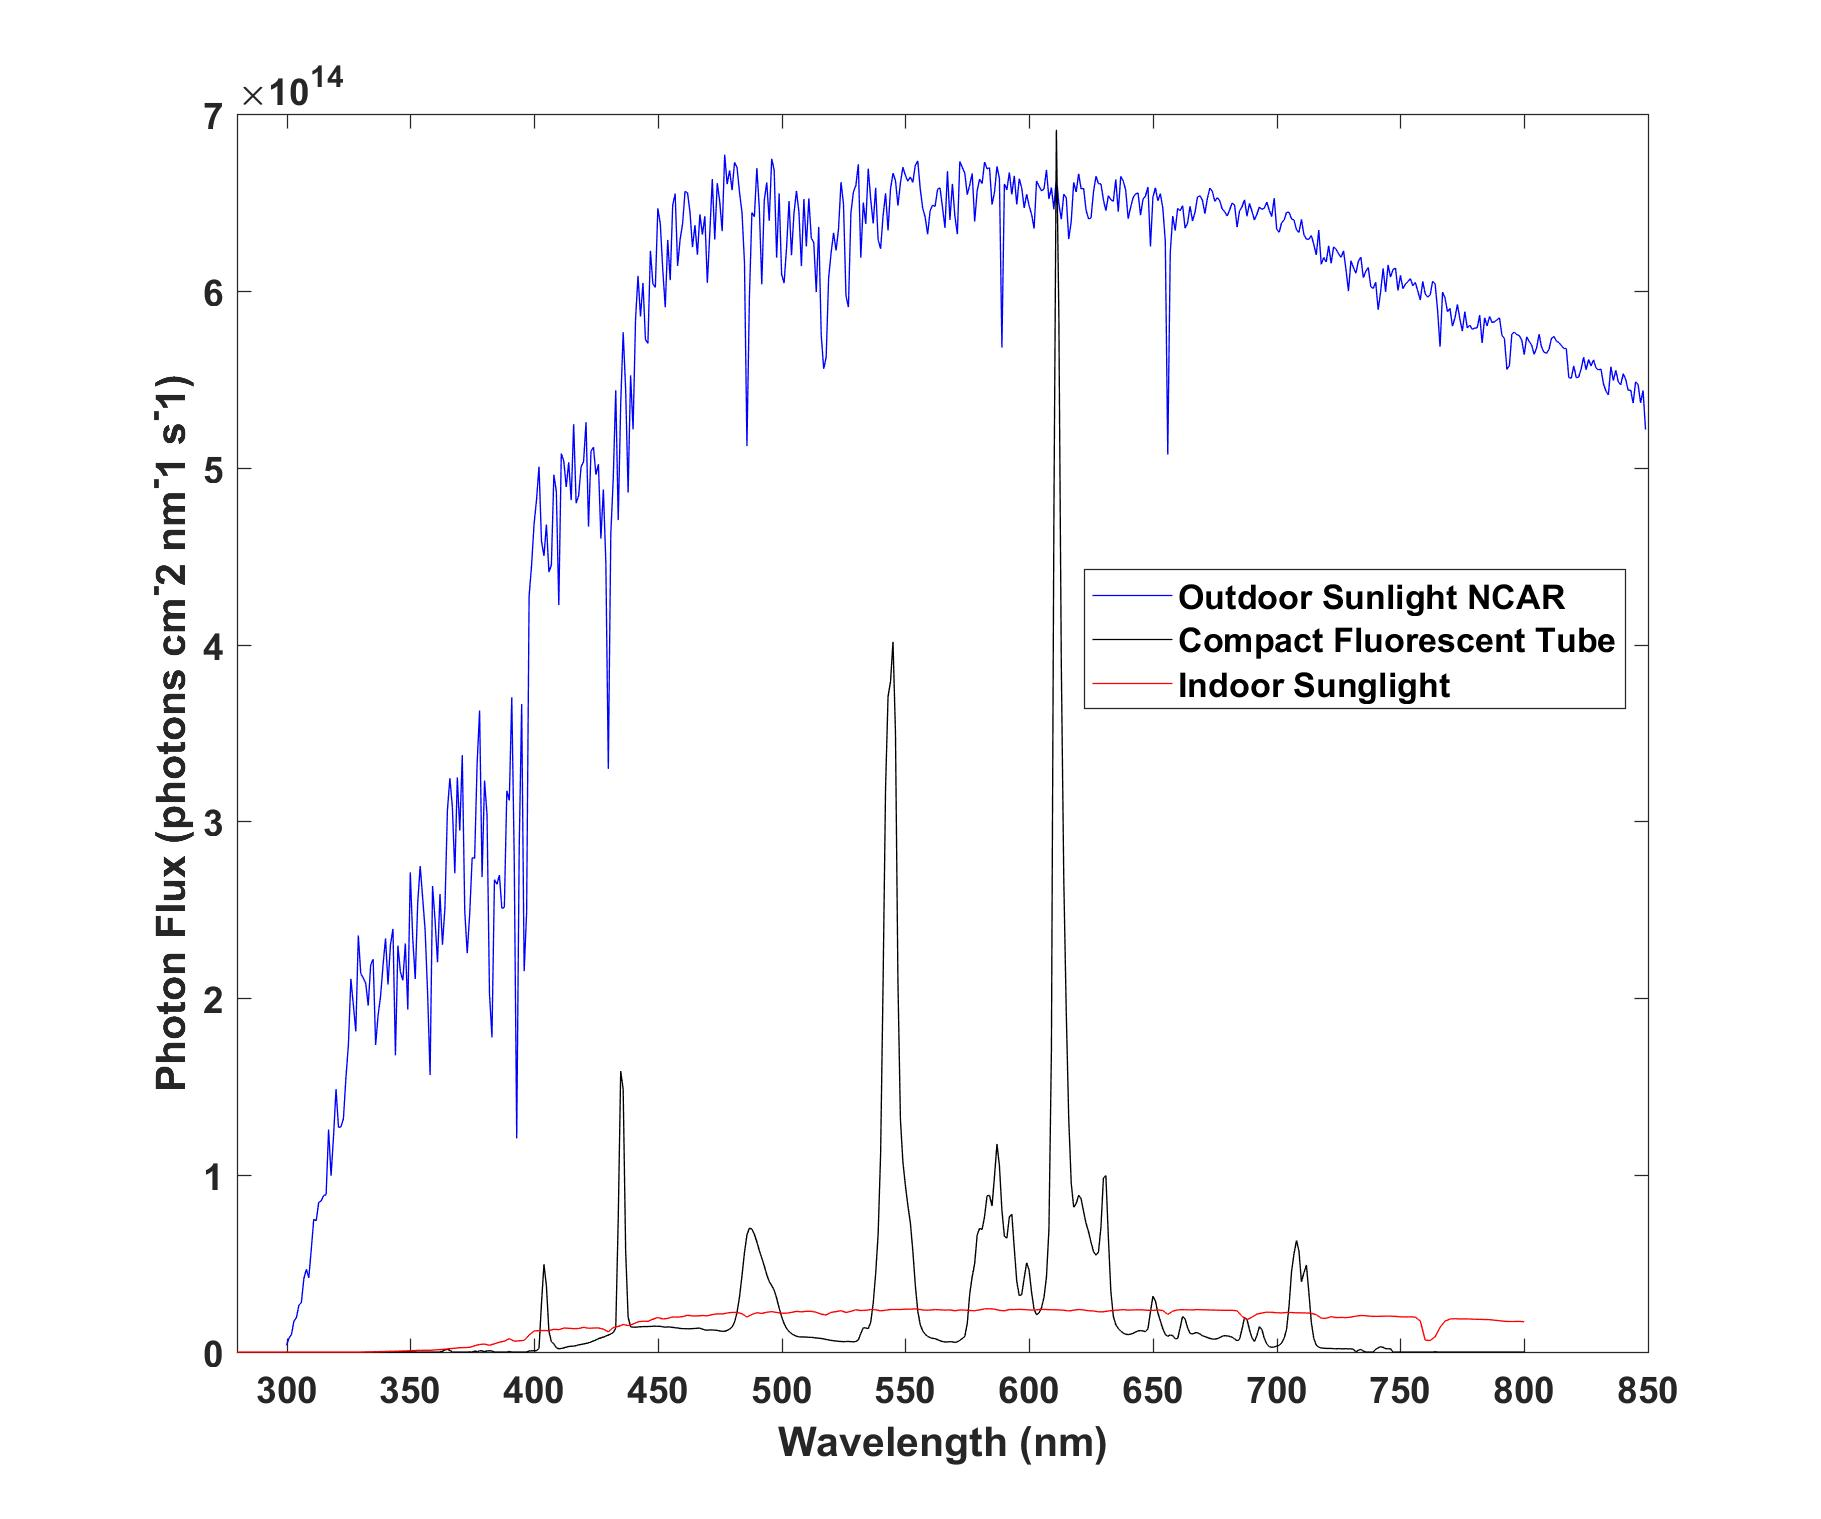 ×10^14
7
6
5
4
3
2
1
0
Photon Flux (photons cm-2 nm-1 s-1)
Outdoor Sunlight NCAR
Compact Fluorescent Tube
Indoor Sunglight
300 350 400 450 500 550 600 650 700 750 800 850
Wavelength (nm)